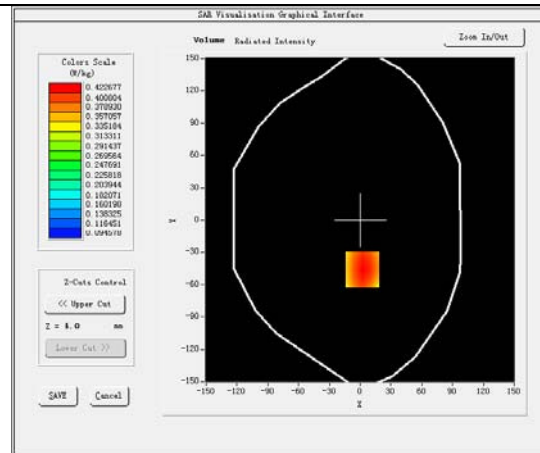 SAR Visualisation Graphical Interface
Volume Radiated Intensity
Zoom In/Out
Colors Scale
(W/kg)
0.422677
0.400804
0.378930
0.357057
0.335184
0.313311
0.291437
0.269564
0.247691
0.225818
0.203944
0.182071
0.160198
0.138325
0.116451
0.094578
150
120
90
60
30
0
-30
-60
-90
-120
-150
Y
-150 -120 -90 -60 -30 0 30 60 90 120 150
X
Z-Cuts Control
<< Upper Cut
Z = 4.0 mm
Lower Cut >>
SAVE Cancel